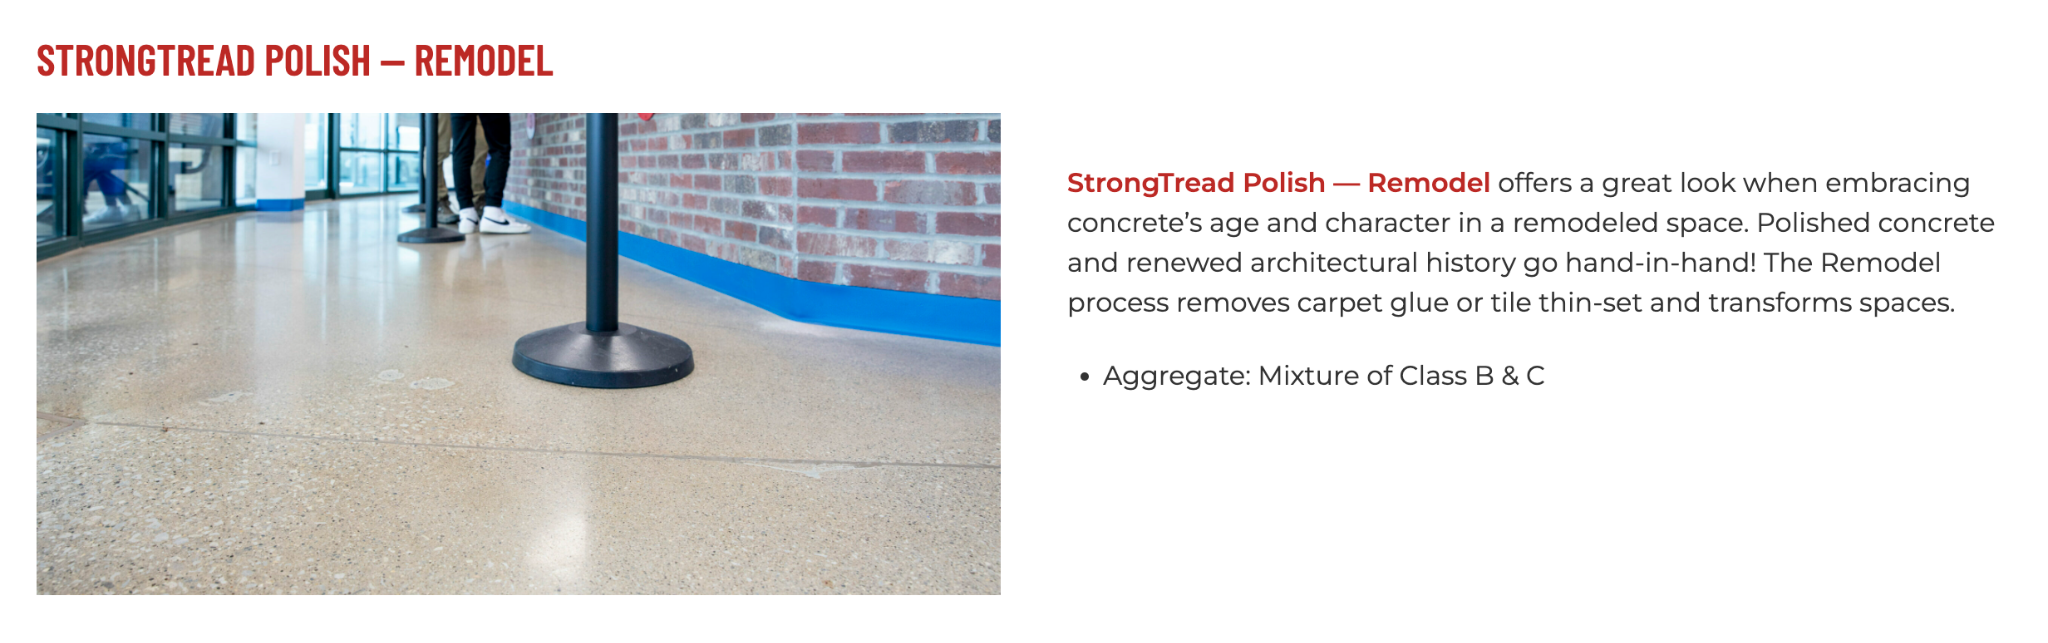 STRONGTREAD POLISH — REMODEL
StrongTread Polish — Remodel offers a great look when embracing
concrete’s age and character in a remodeled space. Polished concrete
and renewed architectural history go hand-in-hand! The Remodel
process removes carpet glue or tile thin-set and transforms spaces.
• Aggregate: Mixture of Class B & C